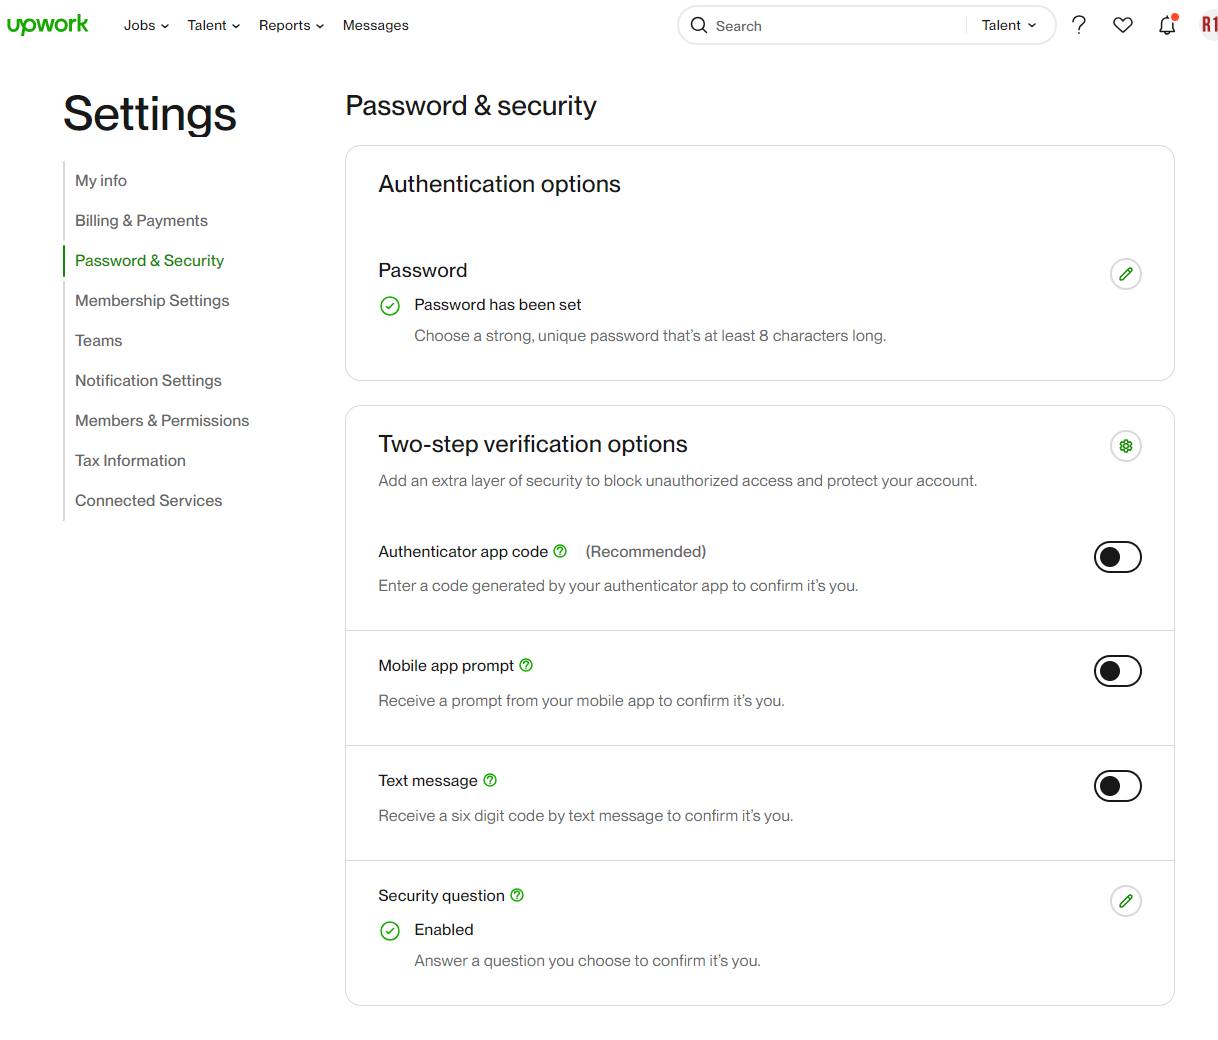 upwork
Jobs
Talent
Reports
Messages
Search
Talent
R1
Settings
My info
Billing & Payments
Password & Security
Membership Settings
Teams
Notification Settings
Members & Permissions
Tax Information
Connected Services
Password & security
Authentication options
Password
Password has been set
Choose a strong, unique password that's at least 8 characters long.
Two-step verification options
Add an extra layer of security to block unauthorized access and protect your account.
Authenticator app code (Recommended)
Enter a code generated by your authenticator app to confirm it's you.
Mobile app prompt
Receive a prompt from your mobile app to confirm it's you.
Text message
Receive a six digit code by text message to confirm it's you.
Security question
Enabled
Answer a question you choose to confirm it's you.